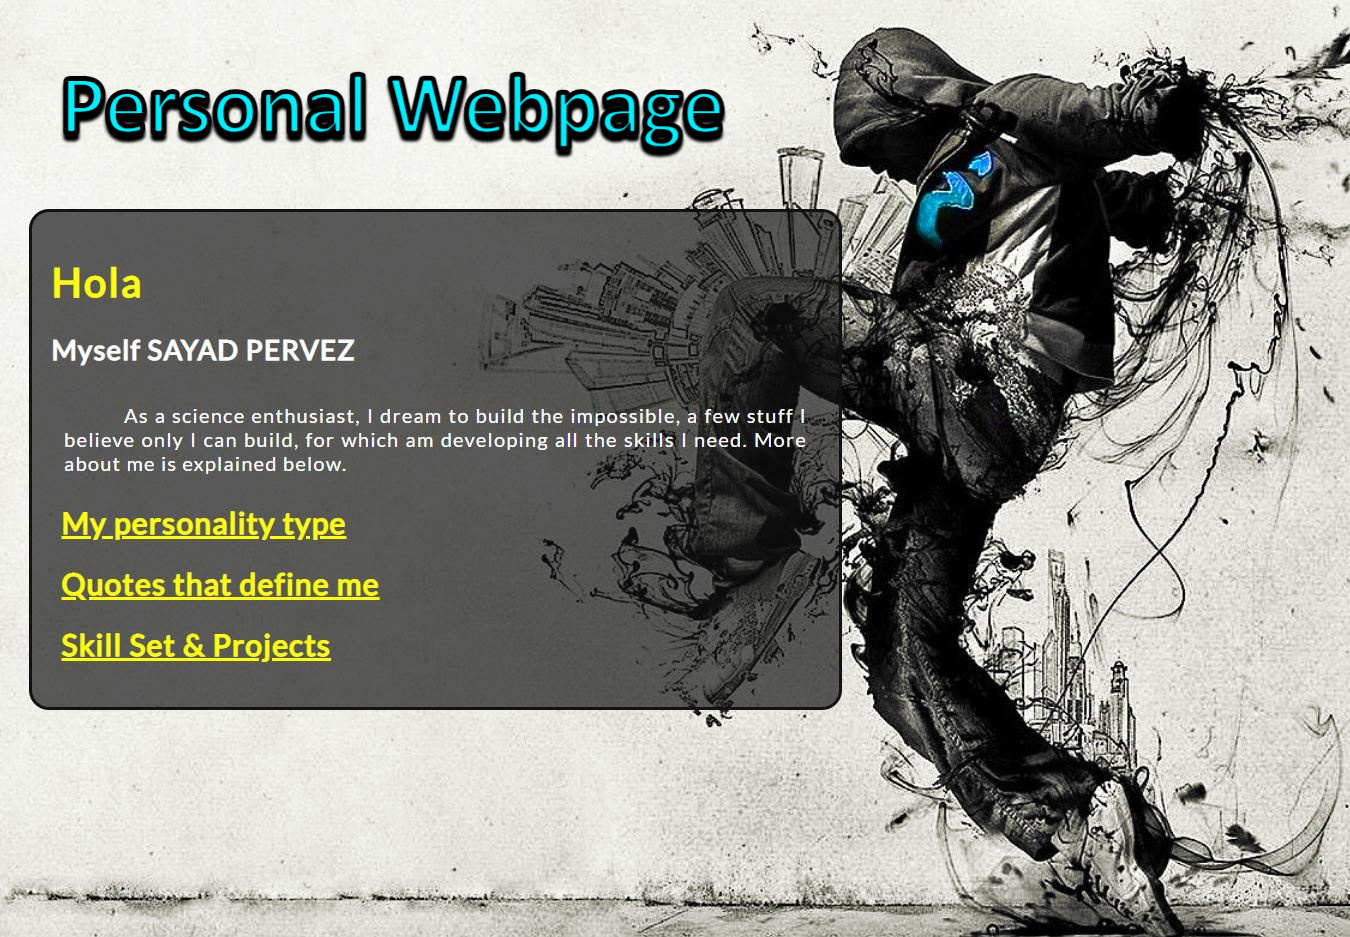 Personal Webpage
Hola
Myself SAYAD PERVEZ
As a science enthusiast, I dream to build the impossible, a few stuff I
believe only I can build, for which am developing all the skills I need. More
about me is explained below.
My personality type
Quotes that define me
Skill Set & Projects